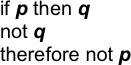 if p then q
not q
therefore not p